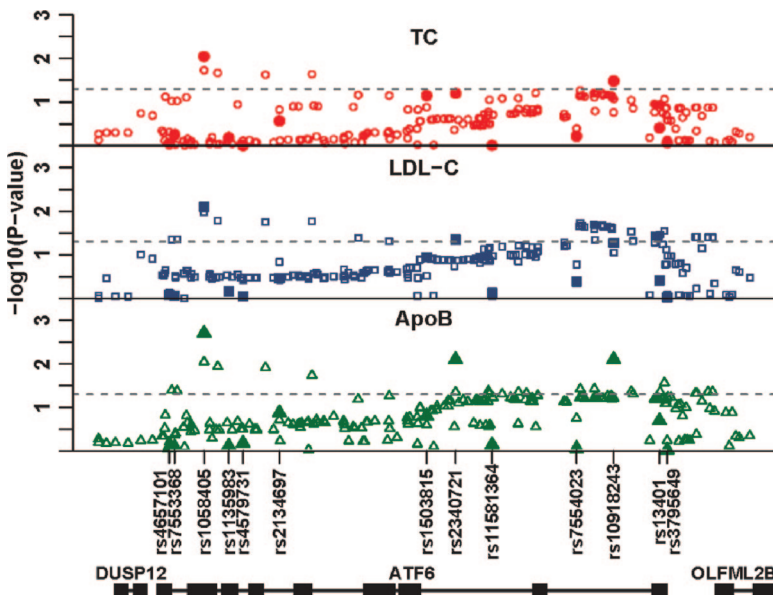 3
TC
2
1
3
LDL-C
2
1
-log10(P-value)
3
ApoB
2
1
rs4657101
rs7553368
rs1058405
rs1135983
rs4579731
rs2134697
rs1503815
rs2340721
rs11581364
rs7554023
rs10918243
rs13401
rs3795649
DUSP12
ATF6
OLFML2B